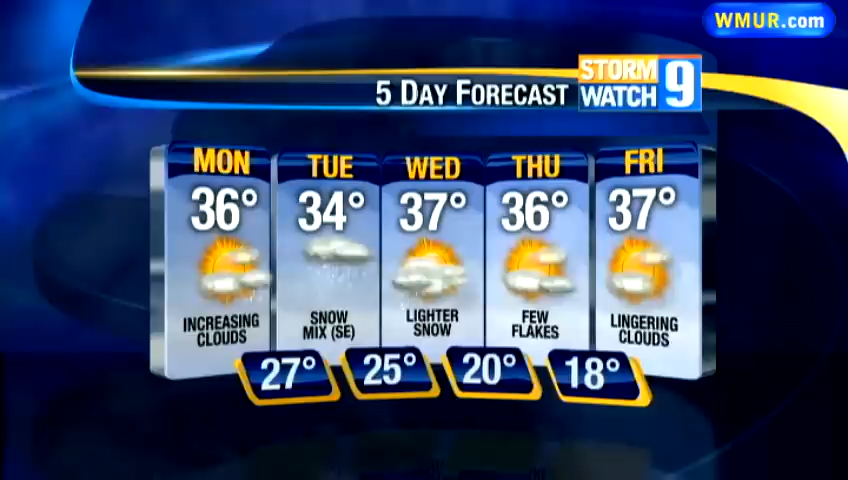 WMUR.com
5 DAY FORECAST
STORM
WATCH 9
MON TUE WED THU FRI
36° 34° 37° 36° 37°
INCREASING
CLOUDS
SNOW
MIX (SE)
LIGHTER
SNOW
FEW
FLAKES
LINGERING
CLOUDS
27° 25° 20° 18°